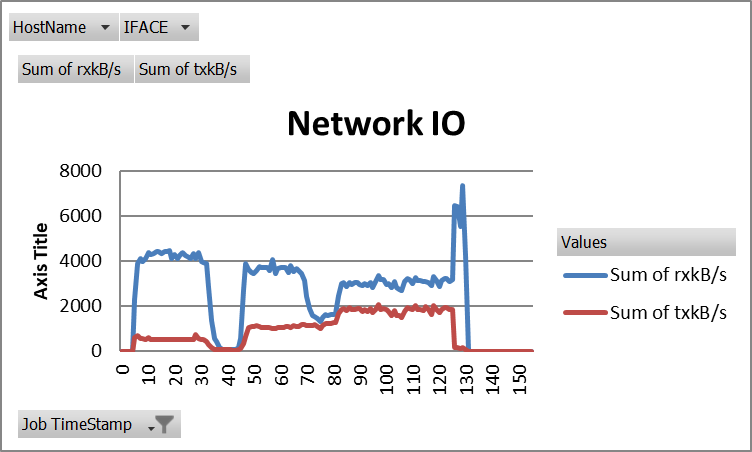 HostName IFACE
Sum of rxkB/s Sum of txkB/s
Network IO
8000
6000
4000
2000
0
Axis Title
0 10 20 30 40 50 60 70 80 90 100 110 120 130 140 150
Values
Sum of rxkB/s
Sum of txkB/s
Job TimeStamp